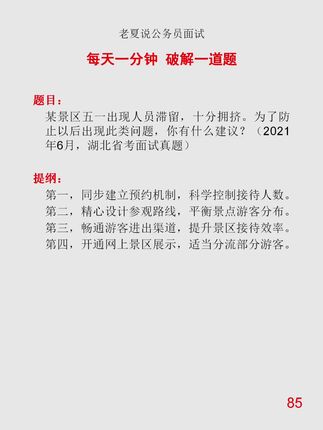 老夏说公务员面试
每天一分钟 破解一道题
题目：
某景区五一出现人员滞留，十分拥挤。为了防
止以后出现此类问题，你有什么建议？（2021
年6月，湖北省考面试真题）
提纲：
第一，同步建立预约机制，科学控制接待人数。
第二，精心设计参观路线，平衡景点游客分布。
第三，畅通游客进出渠道，提升景区接待效率。
第四，开通网上景区展示，适当分流部分游客。
85